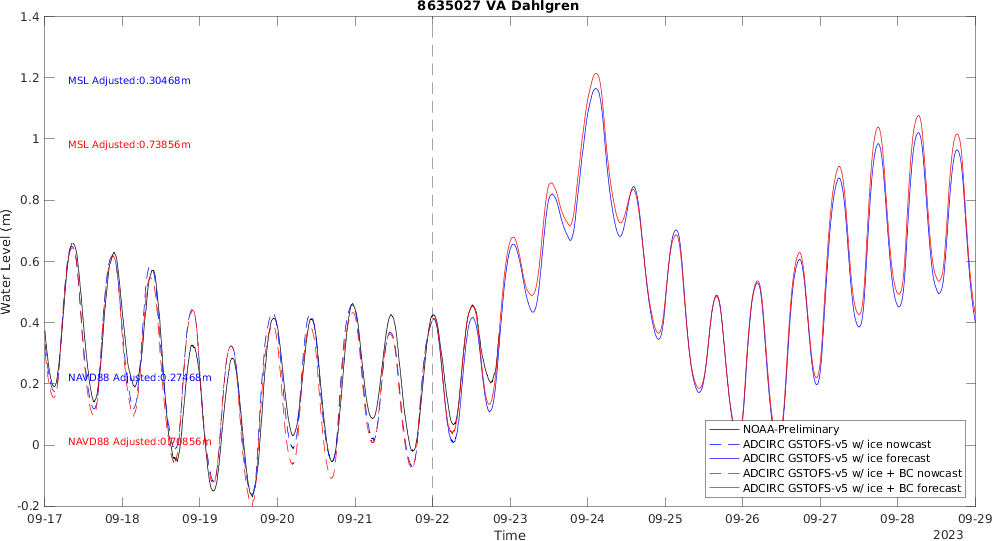 8635027 VA Dahlgren
1.4
1.2
1
0.8
0.6
0.4
0.2
0
-0.2
Water Level (m)
MSL Adjusted:0.30468m
MSL Adjusted:0.73856m
NAVD88 Adjusted:0.27468m
NAVD88 Adjusted:0.70856m
NOAA-Preliminary
ADCIRC GSTOFS-v5 w/ ice nowcast
ADCIRC GSTOFS-v5 w/ ice forecast
ADCIRC GSTOFS-v5 w/ ice + BC nowcast
ADCIRC GSTOFS-v5 w/ ice + BC forecast
09-17 09-18 09-19 09-20 09-21 09-22 09-23 09-24 09-25 09-26 09-27 09-28 09-29
Time
2023